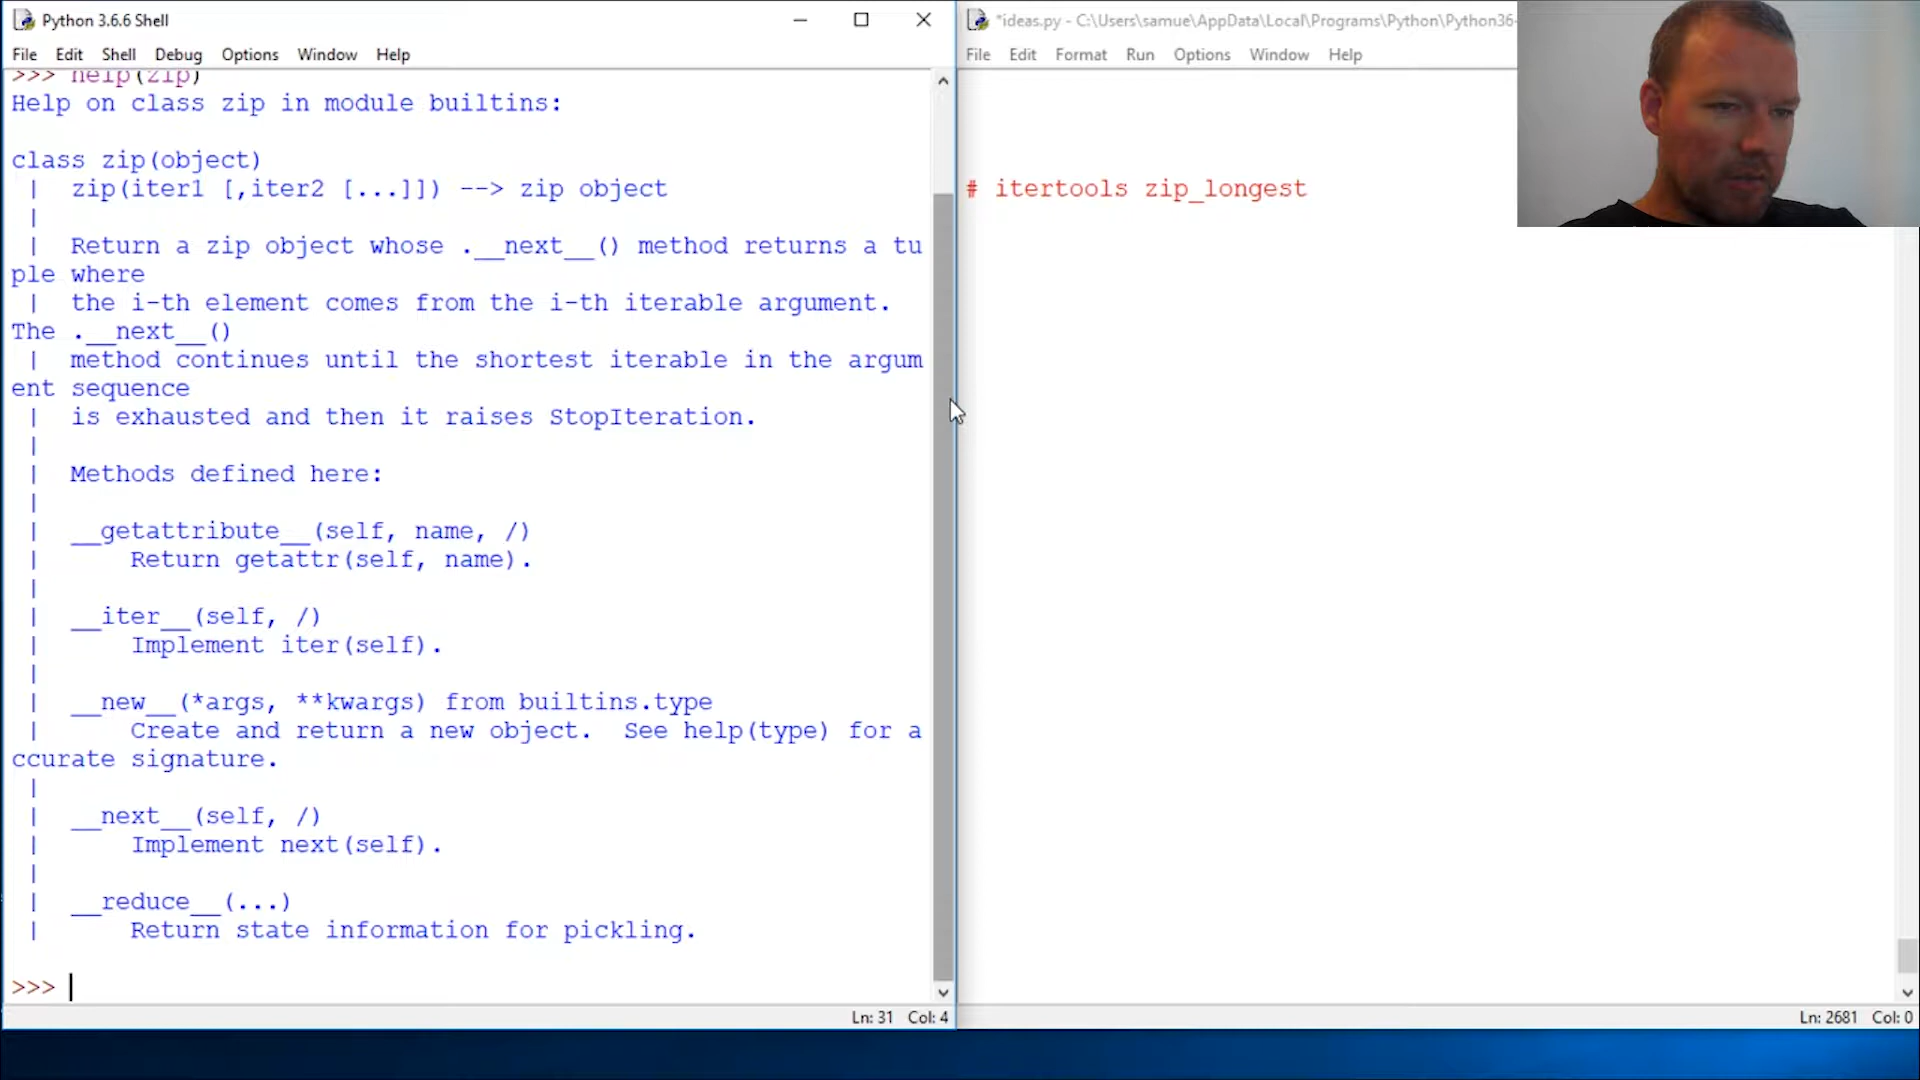 Python 3.6.6 Shell
File Edit Shell Debug Options Window Help
>>> help(zip)
Help on class zip in module builtins:
class zip(object)
 |  zip(iter1 [,iter2 [...]]) --> zip object
 |
 |  Return a zip object whose .__next__() method returns a tu
ple where
 |  the i-th element comes from the i-th iterable argument.
The .__next__()
 |  method continues until the shortest iterable in the argum
ent sequence
 |  is exhausted and then it raises StopIteration.
 |
 |  Methods defined here:
 |
 |  __getattribute__(self, name, /)
 |      Return getattr(self, name).
 |
 |  __iter__(self, /)
 |      Implement iter(self).
 |
 |  __new__(*args, **kwargs) from builtins.type
 |      Create and return a new object.  See help(type) for a
ccurate signature.
 |
 |  __next__(self, /)
 |      Implement next(self).
 |
 |  __reduce__(...)
 |      Return state information for pickling.
>>>
Ln: 31 Col: 4
*ideas.py - C:\Users\samue\AppData\Local\Programs\Python\Python36-
File Edit Format Run Options Window Help
# itertools zip_longest
Ln: 2681 Col: 0